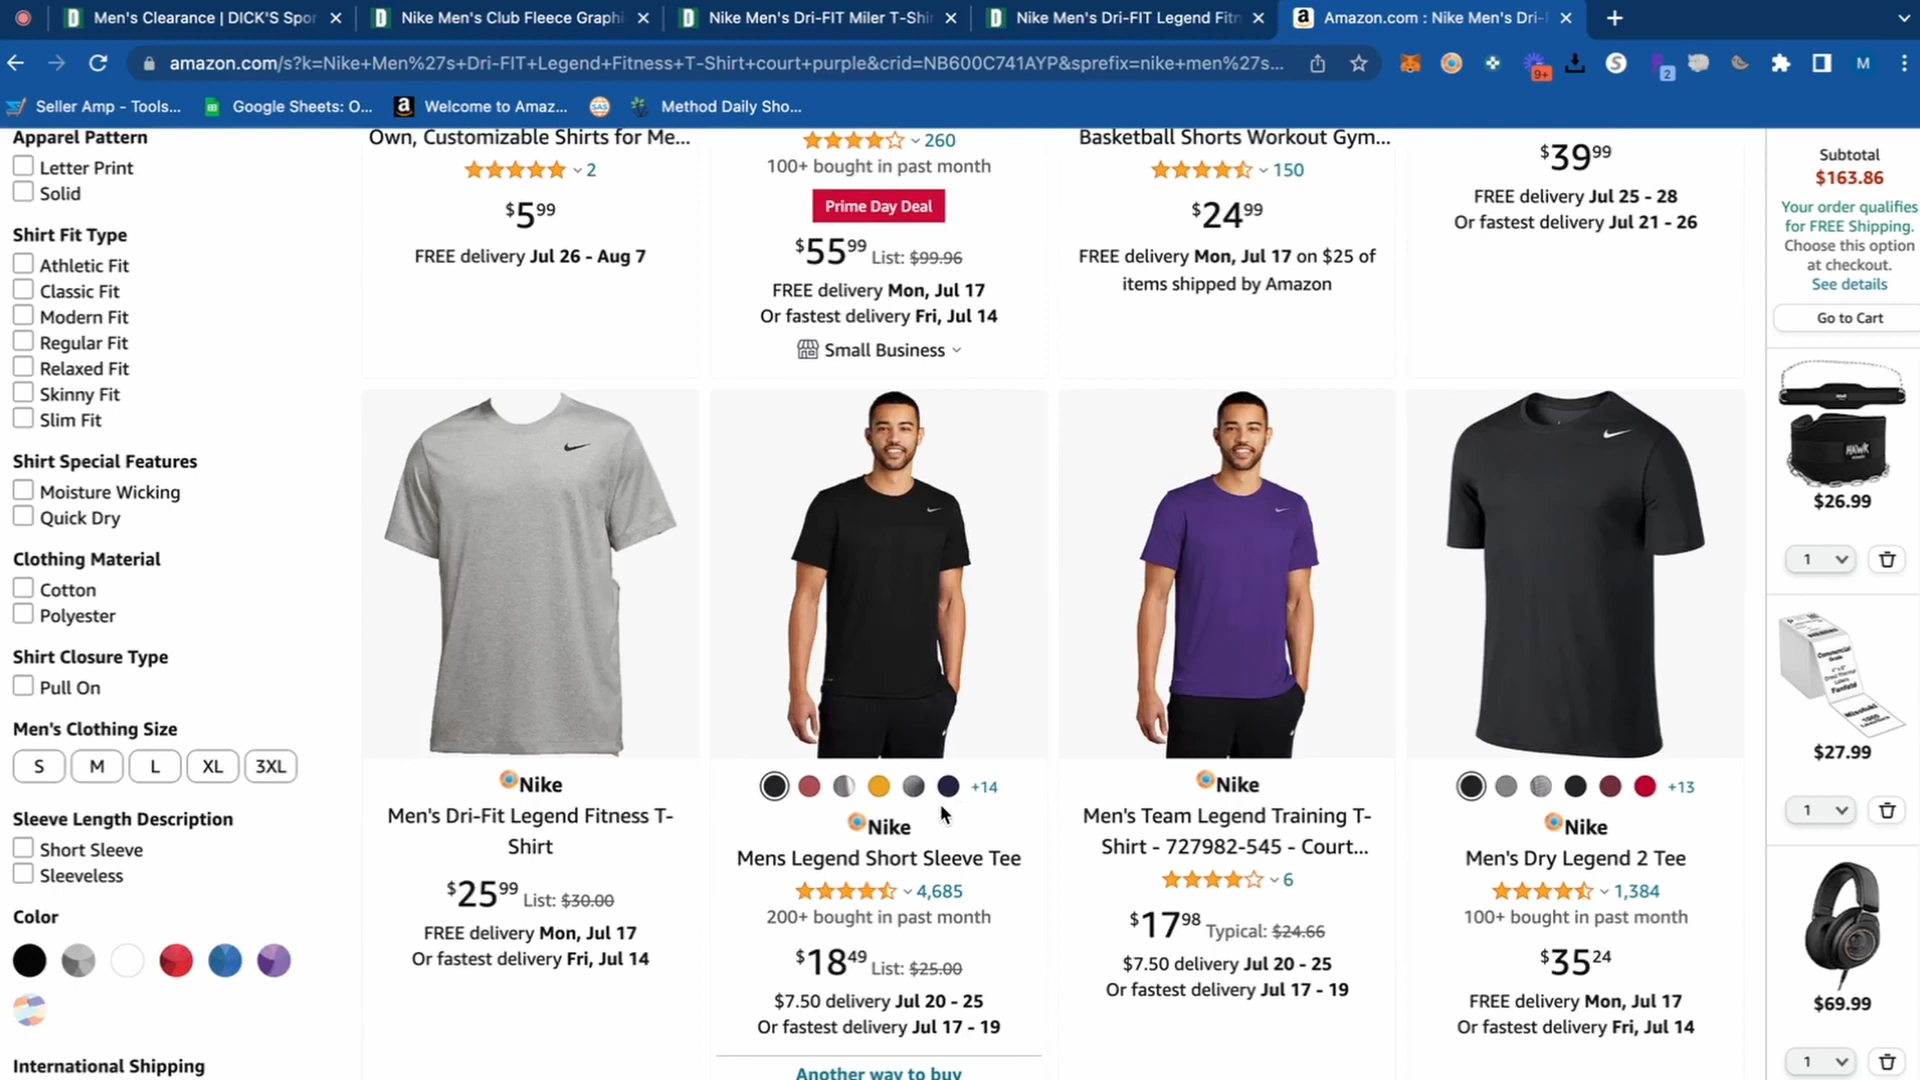 Men's Clearance | DICK'S Spor
Nike Men's Club Fleece Graphi
Nike Men's Dri-FIT Miler T-Shir
Nike Men's Dri-FIT Legend Fitn
Amazon.com : Nike Men's Dri-F
amazon.com/s?k=Nike+Men%27s+Dri-FIT+Legend+Fitness+T-Shirt+court+purple&crid=NB600C741AYP&sprefix=nike+men%27s...
9+
2
M
Seller Amp - Tools...
Google Sheets: O...
Welcome to Amaz...
SAS
Method Daily Sho...
Apparel Pattern
Letter Print
Solid
Shirt Fit Type
Athletic Fit
Classic Fit
Modern Fit
Regular Fit
Relaxed Fit
Skinny Fit
Slim Fit
Shirt Special Features
Moisture Wicking
Quick Dry
Clothing Material
Cotton
Polyester
Shirt Closure Type
Pull On
Men's Clothing Size
S M L XL 3XL
Sleeve Length Description
Short Sleeve
Sleeveless
Color
International Shipping
Own, Customizable Shirts for Me...
2
$5 99
FREE delivery Jul 26 - Aug 7
260
100+ bought in past month
Prime Day Deal
$55 99 List: $99.96
FREE delivery Mon, Jul 17
Or fastest delivery Fri, Jul 14
Small Business
Basketball Shorts Workout Gym...
150
$24 99
FREE delivery Mon, Jul 17 on $25 of
items shipped by Amazon
$39 99
FREE delivery Jul 25 - 28
Or fastest delivery Jul 21 - 26
Nike
Men's Dri-Fit Legend Fitness T-
Shirt
$25 99 List: $30.00
FREE delivery Mon, Jul 17
Or fastest delivery Fri, Jul 14
+14
Nike
Mens Legend Short Sleeve Tee
4,685
200+ bought in past month
$18 49 List: $25.00
$7.50 delivery Jul 20 - 25
Or fastest delivery Jul 17 - 19
Another way to buy
Nike
Men's Team Legend Training T-
Shirt - 727982-545 - Court...
6
$17 98 Typical: $24.66
$7.50 delivery Jul 20 - 25
Or fastest delivery Jul 17 - 19
+13
Nike
Men's Dry Legend 2 Tee
1,384
100+ bought in past month
$35 24
FREE delivery Mon, Jul 17
Or fastest delivery Fri, Jul 14
Subtotal
$163.86
Your order qualifies
for FREE Shipping.
Choose this option
at checkout.
See details
Go to Cart
HAWK
$26.99
1
$27.99
1
$69.99
1